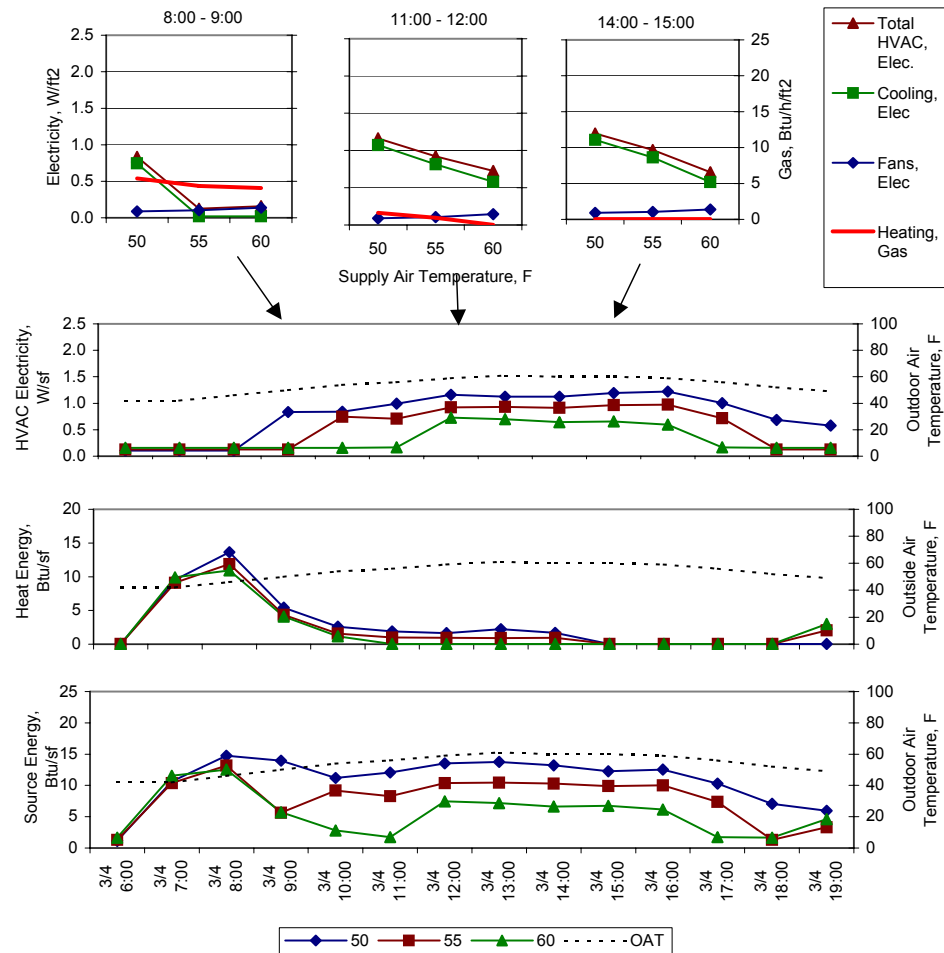 8:00 - 9:00
11:00 - 12:00
14:00 - 15:00
Electricity, W/ft2
2.5
2.0
1.5
1.0
0.5
0.0
50 55 60
50 55 60
50 55 60
Supply Air Temperature, F
25
20
15
10
5
0
Gas, Btu/h/ft2
Total
HVAC,
Elec.
Cooling,
Elec
Fans,
Elec
Heating,
Gas
HVAC Electricity,
W/sf
2.5
2.0
1.5
1.0
0.5
0.0
100
80
60
40
20
0
Outdoor Air
Temperature, F
Heat Energy,
Btu/sf
20
15
10
5
0
100
80
60
40
20
0
Outside Air
Temperature, F
Source Energy,
Btu/sf
25
20
15
10
5
0
100
80
60
40
20
0
Outdoor Air
Temperature, F
3/4
6:00
3/4
7:00
3/4
8:00
3/4
9:00
3/4
10:00
3/4
11:00
3/4
12:00
3/4
13:00
3/4
14:00
3/4
15:00
3/4
16:00
3/4
17:00
3/4
18:00
3/4
19:00
50 55 60 OAT